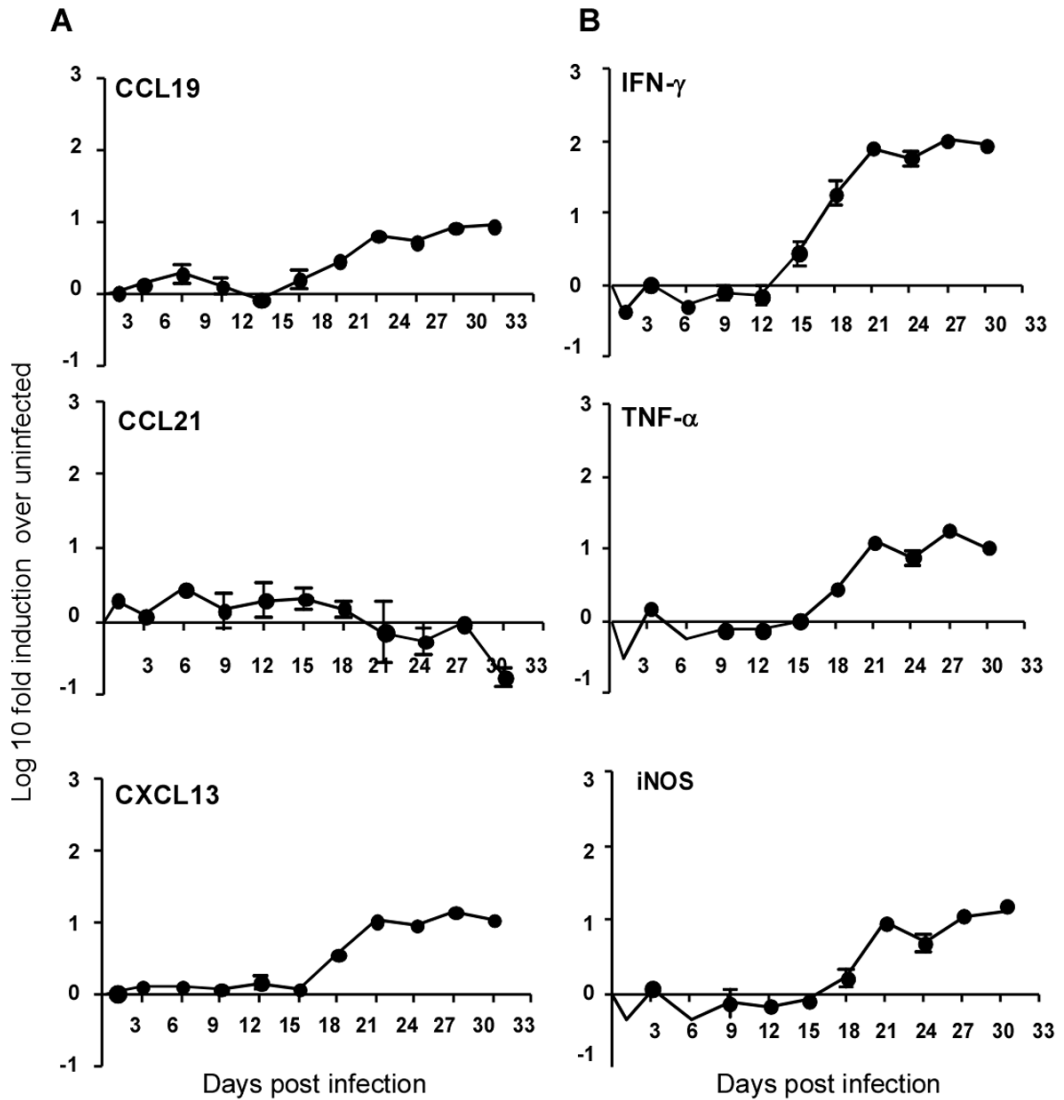 A
B
Log 10 fold induction over uninfected
CCL19
3
2
1
0
-1
3 6 9 12 15 18 21 24 27 30 33
IFN-γ
3
2
1
0
-1
3 6 9 12 15 18 21 24 27 30 33
CCL21
3
2
1
0
-1
3 6 9 12 15 18 21 24 27 30 33
TNF-α
3
2
1
0
-1
3 6 9 12 15 18 21 24 27 30 33
CXCL13
3
2
1
0
-1
3 6 9 12 15 18 21 24 27 30 33
Days post infection
iNOS
3
2
1
0
-1
3 6 9 12 15 18 21 24 27 30 33
Days post infection